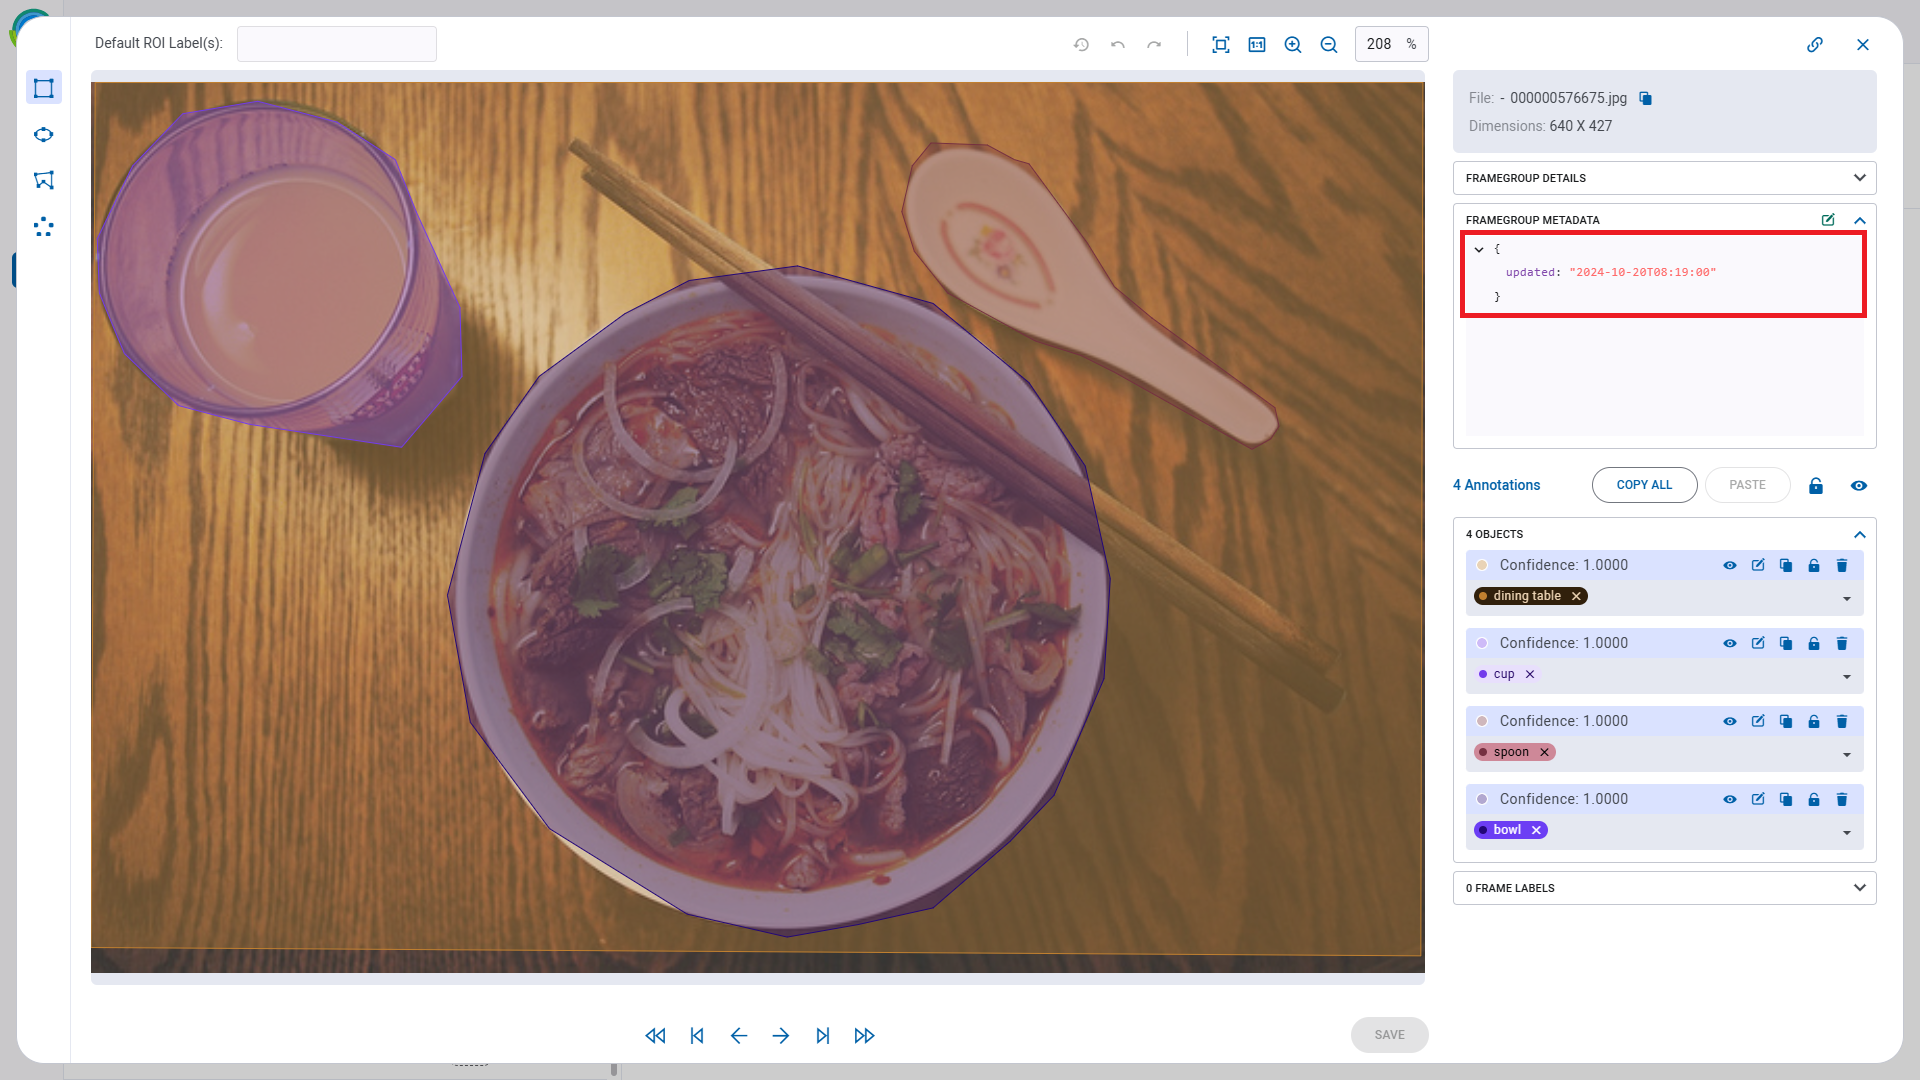 Default ROI Label(s):
1:1
208 %
File: - 000000576675.jpg
Dimensions: 640 X 427
FRAMEGROUP DETAILS
FRAMEGROUP METADATA
{
updated: "2024-10-20T08:19:00"
}
4 Annotations
COPY ALL
PASTE
4 OBJECTS
Confidence: 1.0000
dining table
Confidence: 1.0000
cup
Confidence: 1.0000
spoon
Confidence: 1.0000
bowl
0 FRAME LABELS
SAVE